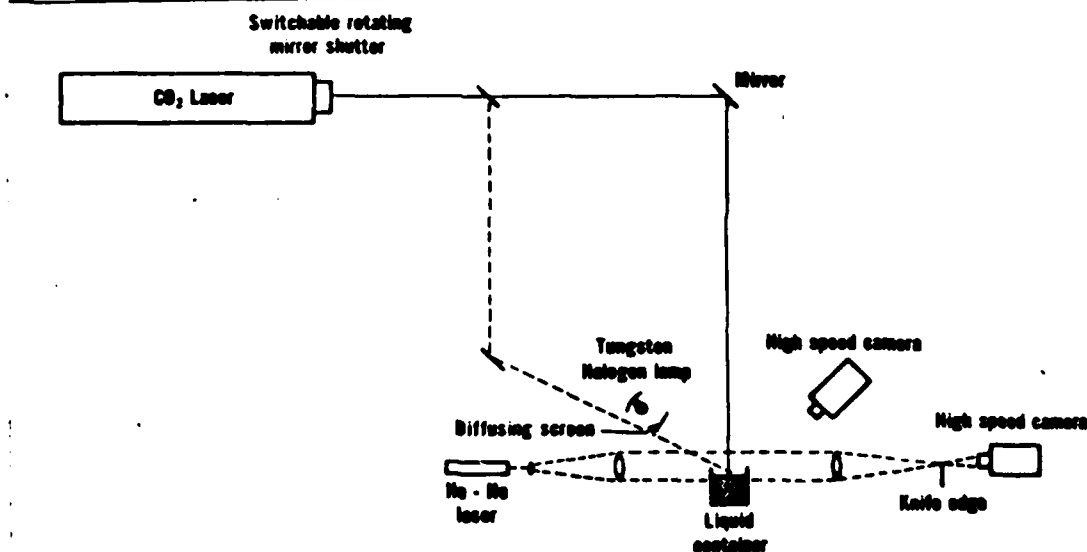 Switchable rotating
mirror shutter
CO₂ Laser
Mirror
Tungsten
Halogen lamp
High speed camera
Diffusing screen
High speed camera
He - Ne
laser
Knife edge
Liquid
container